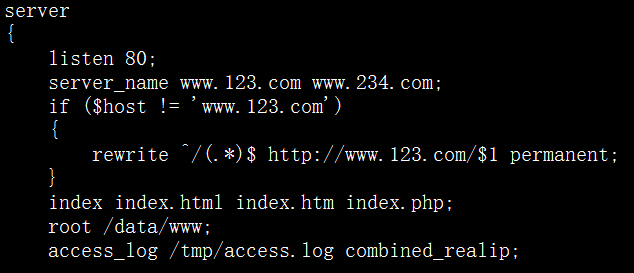 server
{
    listen 80;
    server_name www.123.com www.234.com;
    if ($host != 'www.123.com')
    {
        rewrite ^/(.*)$ http://www.123.com/$1 permanent;
    }
    index index.html index.htm index.php;
    root /data/www;
    access_log /tmp/access.log combined_realip;